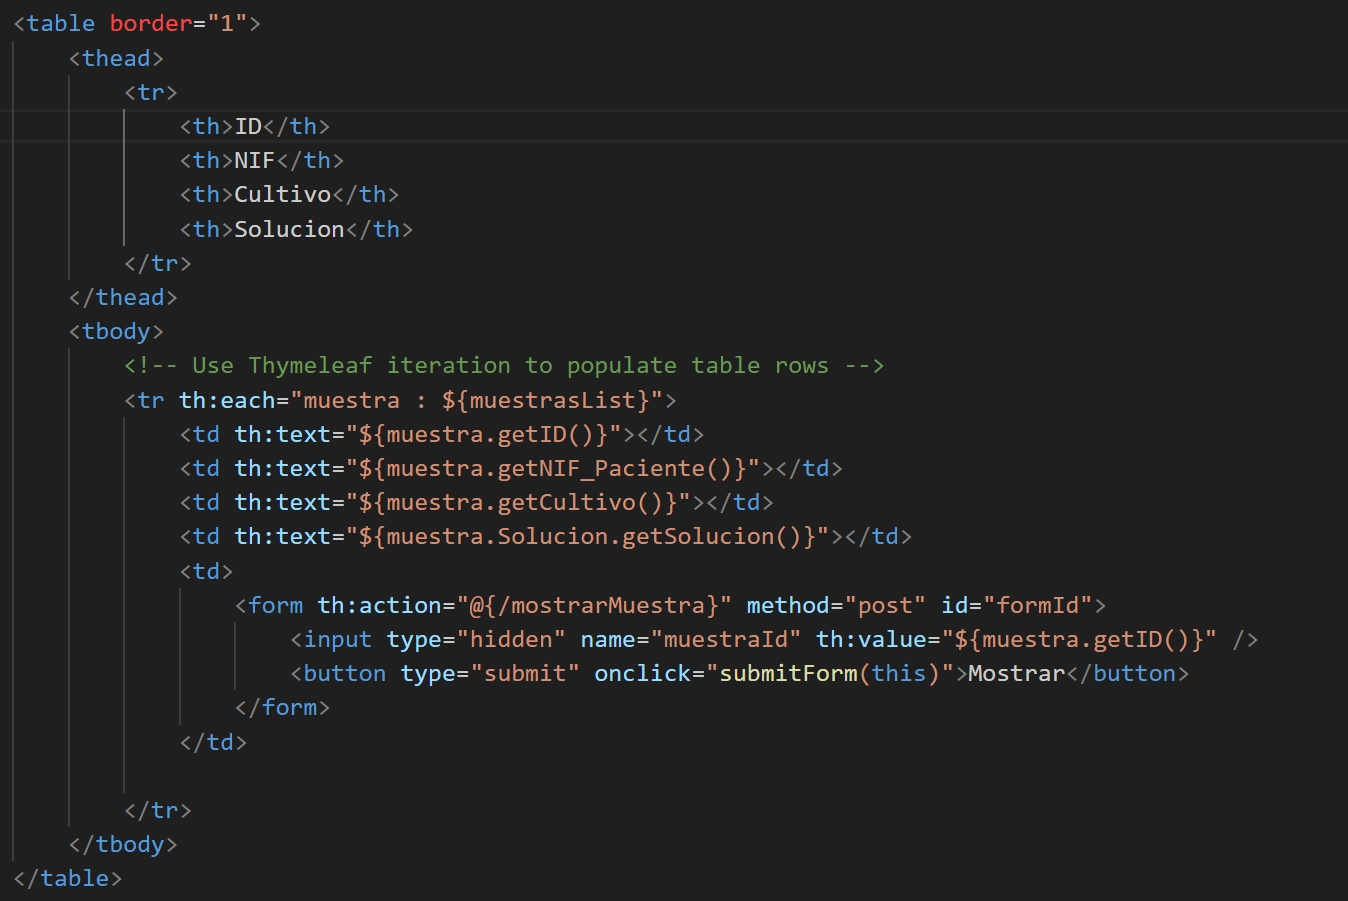 <table border="1">
    <thead>
        <tr>
            <th>ID</th>
            <th>NIF</th>
            <th>Cultivo</th>
            <th>Solucion</th>
        </tr>
    </thead>
    <tbody>
        <!-- Use Thymeleaf iteration to populate table rows -->
        <tr th:each="muestra : ${muestrasList}">
            <td th:text="${muestra.getID()}"></td>
            <td th:text="${muestra.getNIF_Paciente()}"></td>
            <td th:text="${muestra.getCultivo()}"></td>
            <td th:text="${muestra.Solucion.getSolucion()}"></td>
            <td>
                <form th:action="@{/mostrarMuestra}" method="post" id="formId">
                    <input type="hidden" name="muestraId" th:value="${muestra.getID()}" />
                    <button type="submit" onclick="submitForm(this)">Mostrar</button>
                </form>
            </td>
        </tr>
    </tbody>
</table>